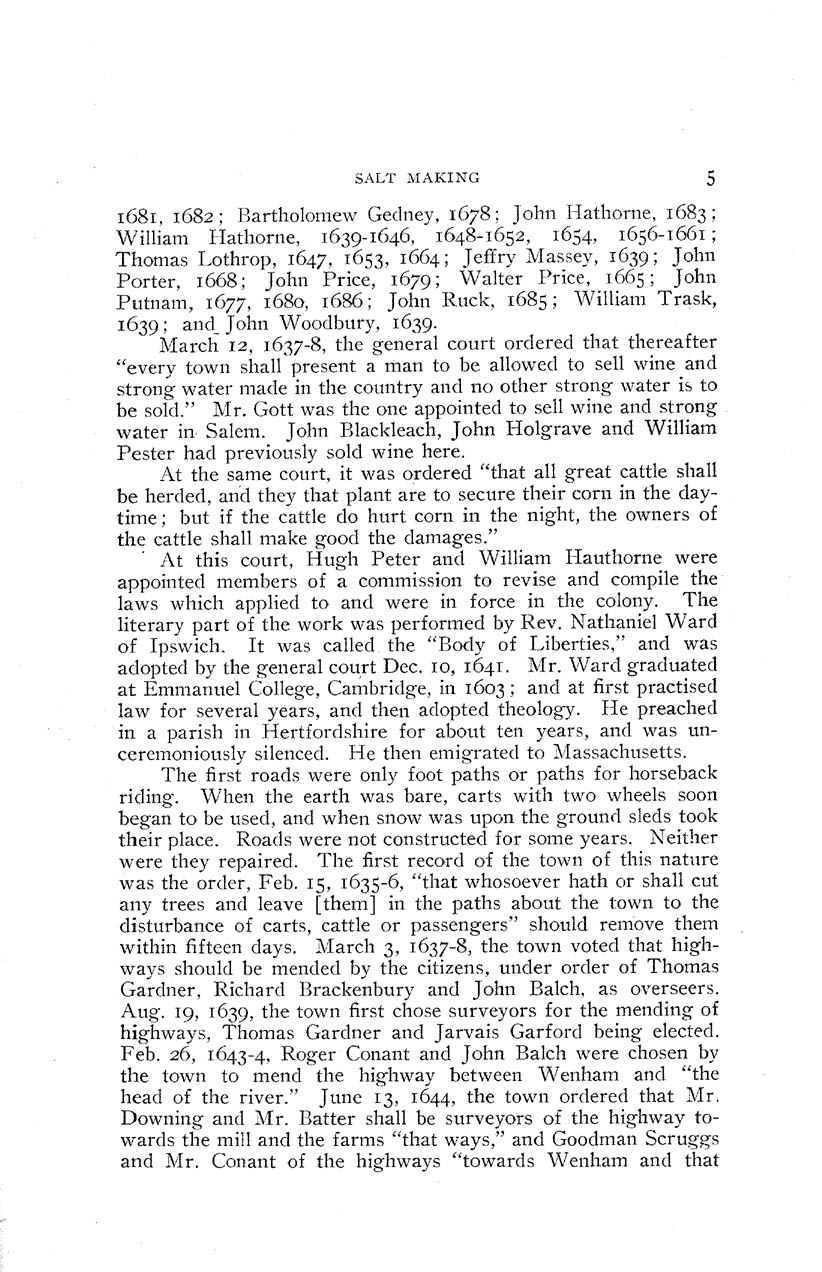 SALT MAKING 5
1681, 1682; Bartholomew Gedney, 1678; John Hathorne, 1683;
William Hathorne, 1639-1646, 1648-1652, 1654, 1656-1661;
Thomas Lothrop, 1647, 1653, 1664; Jeffry Massey, 1639; John
Porter, 1668; John Price, 1679; Walter Price, 1665; John
Putnam, 1677, 1680, 1686; John Ruck, 1685; William Trask,
1639; and John Woodbury, 1639.
March 12, 1637-8, the general court ordered that thereafter
“every town shall present a man to be allowed to sell wine and
strong water made in the country and no other strong water is to
be sold.” Mr. Gott was the one appointed to sell wine and strong
water in Salem. John Blackleach, John Holgrave and William
Pester had previously sold wine here.
At the same court, it was ordered “that all great cattle shall
be herded, and they that plant are to secure their corn in the day-
time; but if the cattle do hurt corn in the night, the owners of
the cattle shall make good the damages.”
At this court, Hugh Peter and William Hauthorne were
appointed members of a commission to revise and compile the
laws which applied to and were in force in the colony. The
literary part of the work was performed by Rev. Nathaniel Ward
of Ipswich. It was called the “Body of Liberties,” and was
adopted by the general court Dec. 10, 1641. Mr. Ward graduated
at Emmanuel College, Cambridge, in 1603; and at first practised
law for several years, and then adopted theology. He preached
in a parish in Hertfordshire for about ten years, and was un-
ceremoniously silenced. He then emigrated to Massachusetts.
The first roads were only foot paths or paths for horseback
riding. When the earth was bare, carts with two wheels soon
began to be used, and when snow was upon the ground sleds took
their place. Roads were not constructed for some years. Neither
were they repaired. The first record of the town of this nature
was the order, Feb. 15, 1635-6, “that whosoever hath or shall cut
any trees and leave [them] in the paths about the town to the
disturbance of carts, cattle or passengers” should remove them
within fifteen days. March 3, 1637-8, the town voted that high-
ways should be mended by the citizens, under order of Thomas
Gardner, Richard Brackenbury and John Balch, as overseers.
Aug. 19, 1639, the town first chose surveyors for the mending of
highways, Thomas Gardner and Jarvais Garford being elected.
Feb. 26, 1643-4, Roger Conant and John Balch were chosen by
the town to mend the highway between Wenham and “the
head of the river.” June 13, 1644, the town ordered that Mr.
Downing and Mr. Batter shall be surveyors of the highway to-
wards the mill and the farms “that ways,” and Goodman Scruggs
and Mr. Conant of the highways “towards Wenham and that